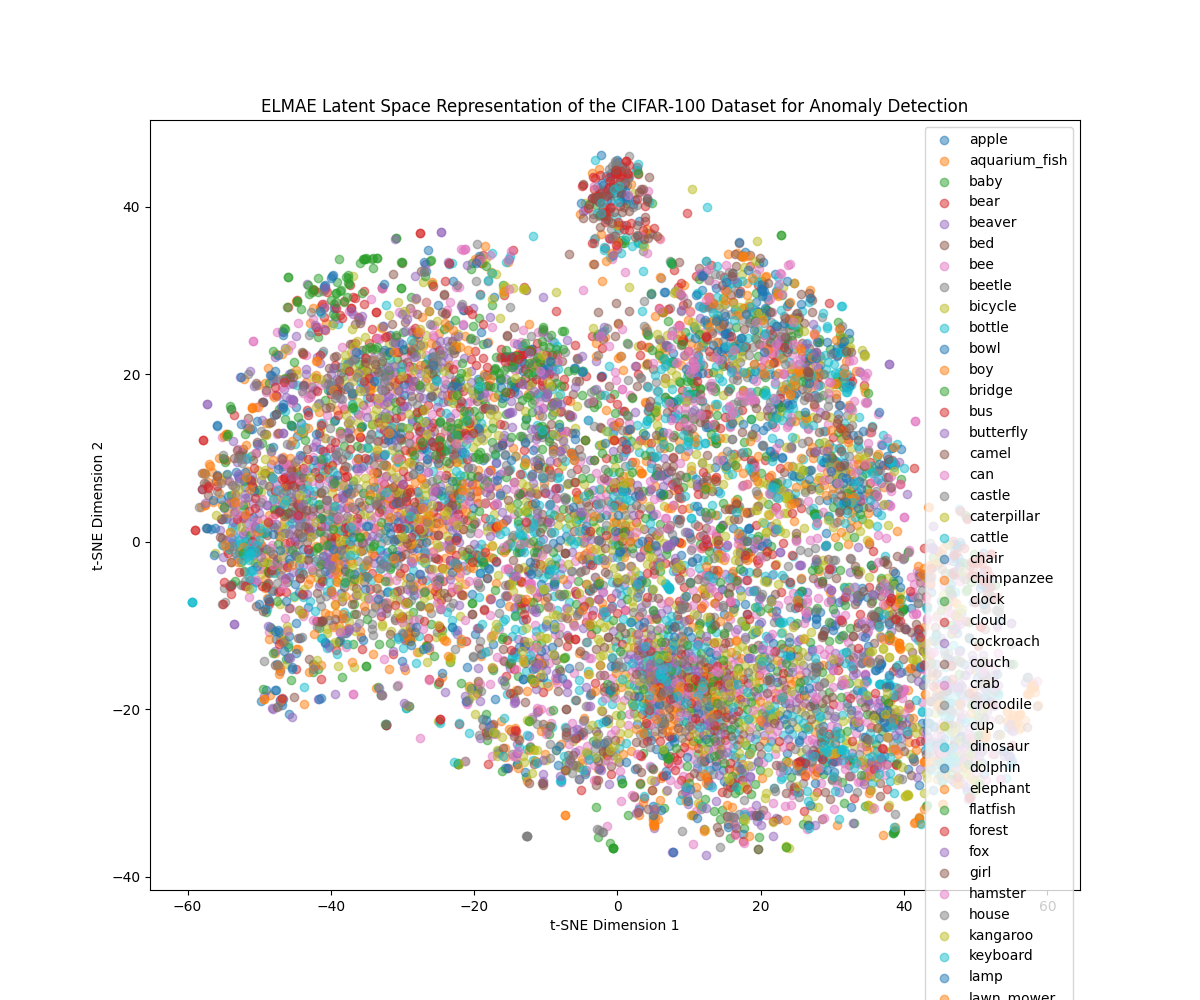 ELMAE Latent Space Representation of the CIFAR-100 Dataset for Anomaly Detection
40
20
0
−20
−40
t-SNE Dimension 2
−60
−40
−20
0
20
40
60
t-SNE Dimension 1
apple
aquarium_fish
baby
bear
beaver
bed
bee
beetle
bicycle
bottle
bowl
boy
bridge
bus
butterfly
camel
can
castle
caterpillar
cattle
chair
chimpanzee
clock
cloud
cockroach
couch
crab
crocodile
cup
dinosaur
dolphin
elephant
flatfish
forest
fox
girl
hamster
house
kangaroo
keyboard
lamp
lawn_mower